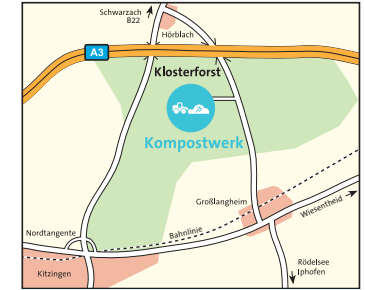 Schwarzach
B22
Hörblach
A3
Klosterforst
Kompostwerk
Großlangheim
Wiesentheid
Nordtangente
Bahnlinie
Rödelsee
Iphofen
Kitzingen